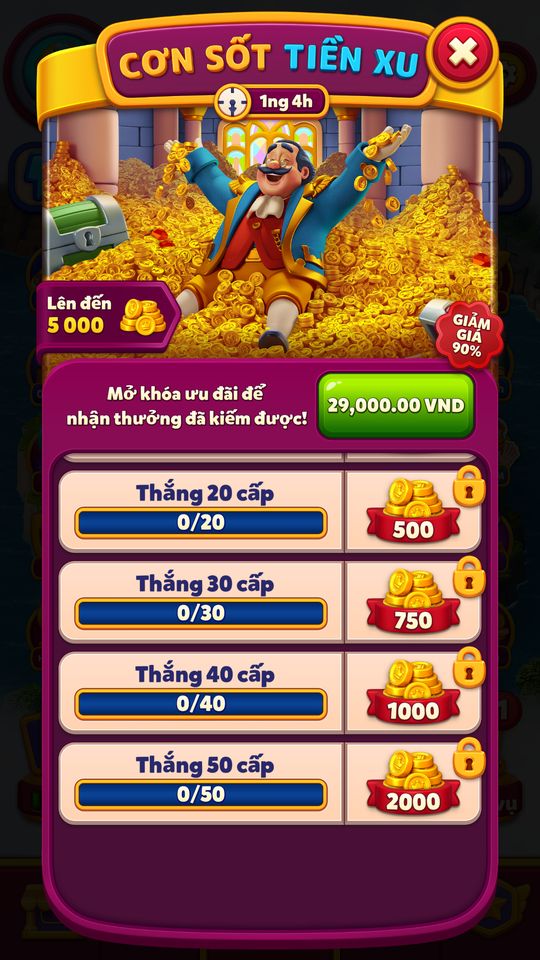 CƠN SỐT TIỀN XU
1ng 4h
Lên đến
5 000
GIẢM
GIÁ
90%
Mở khóa ưu đãi để
nhận thưởng đã kiếm được!
29,000.00 VND
Thắng 20 cấp
0/20
500
Thắng 30 cấp
0/30
750
Thắng 40 cấp
0/40
1000
Thắng 50 cấp
0/50
2000